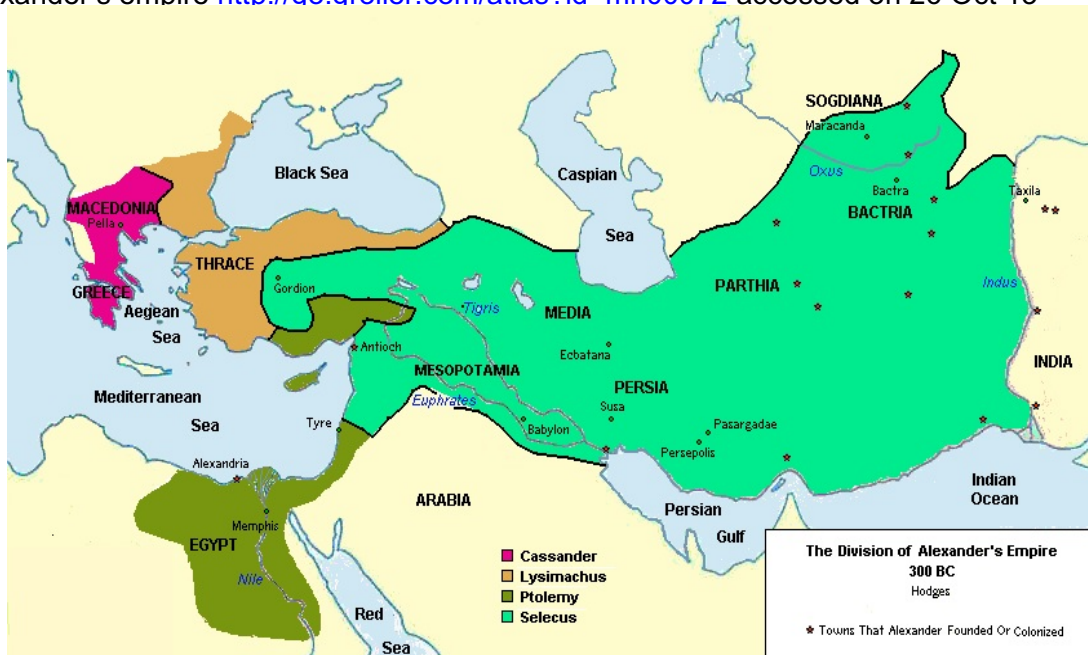 SOGDIANA
Maracanda
Black Sea
Caspian
Sea
Oxus
Bactra
BACTRIA
Taxila
MACEDONIA
Pella
THRACE
GREECE
Aegean
Sea
Gordion
Tigris
MEDIA
PARTHIA
Indus
Antioch
Ecbatana
MESOPOTAMIA
INDIA
Mediterranean
Sea
Euphrates
PERSIA
Susa
Tyre
Babylon
Pasargadae
Persepolis
Alexandria
ARABIA
Indian
Ocean
Memphis
Persian
Gulf
EGYPT
Nile
Red
Sea
Cassander
Lysimachus
Ptolemy
Selecus
The Division of Alexander's Empire
300 BC
Hodges
Towns That Alexander Founded Or Colonized